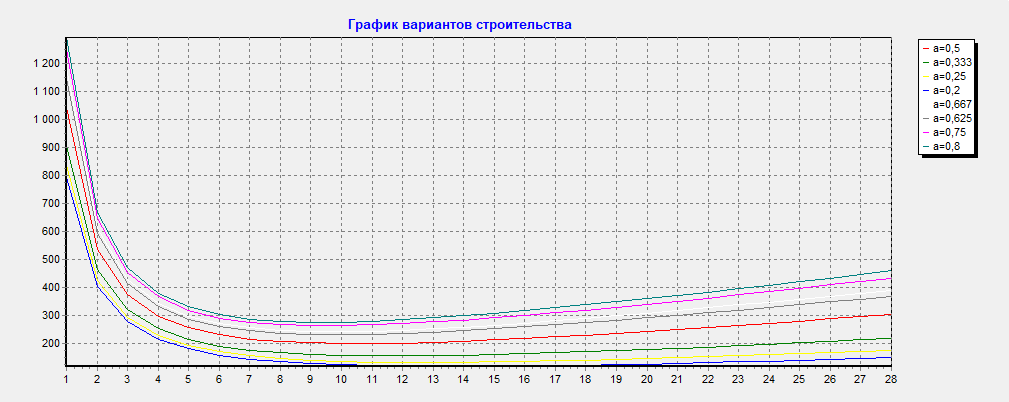 График вариантов строительства
1 200
1 100
1 000
900
800
700
600
500
400
300
200
1 2 3 4 5 6 7 8 9 10 11 12 13 14 15 16 17 18 19 20 21 22 23 24 25 26 27 28
a=0,5
a=0,333
a=0,25
a=0,2
a=0,667
a=0,625
a=0,75
a=0,8